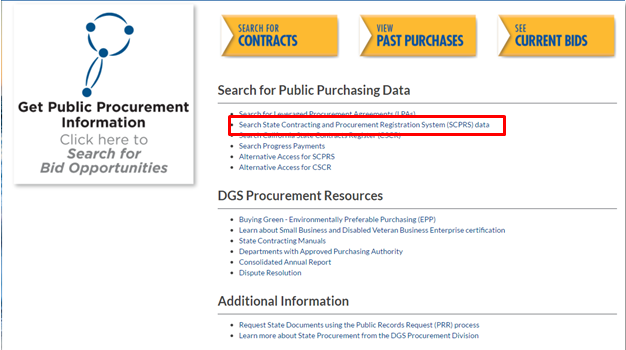 SEARCH FOR
CONTRACTS
VIEW
PAST PURCHASES
SEE
CURRENT BIDS
Get Public Procurement
Information
Click here to
Search for
Bid Opportunities
Search for Public Purchasing Data
Search for Leveraged Procurement Agreements (LPAs)
Search State Contracting and Procurement Registration System (SCPRS) data
Search California State Contracts Register (CSCR)
Search Progress Payments
Alternative Access for SCPRS
Alternative Access for CSCR
DGS Procurement Resources
Buying Green - Environmentally Preferable Purchasing (EPP)
Learn about Small Business and Disabled Veteran Business Enterprise certification
State Contracting Manuals
Departments with Approved Purchasing Authority
Consolidated Annual Report
Dispute Resolution
Additional Information
Request State Documents using the Public Records Request (PRR) process
Learn more about State Procurement from the DGS Procurement Division